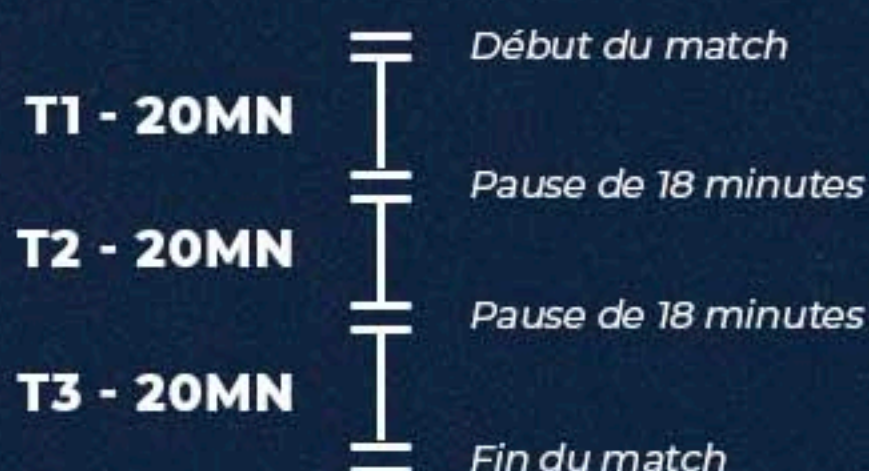 Début du match
T1 - 20MN
Pause de 18 minutes
T2 - 20MN
Pause de 18 minutes
T3 - 20MN
Fin du match